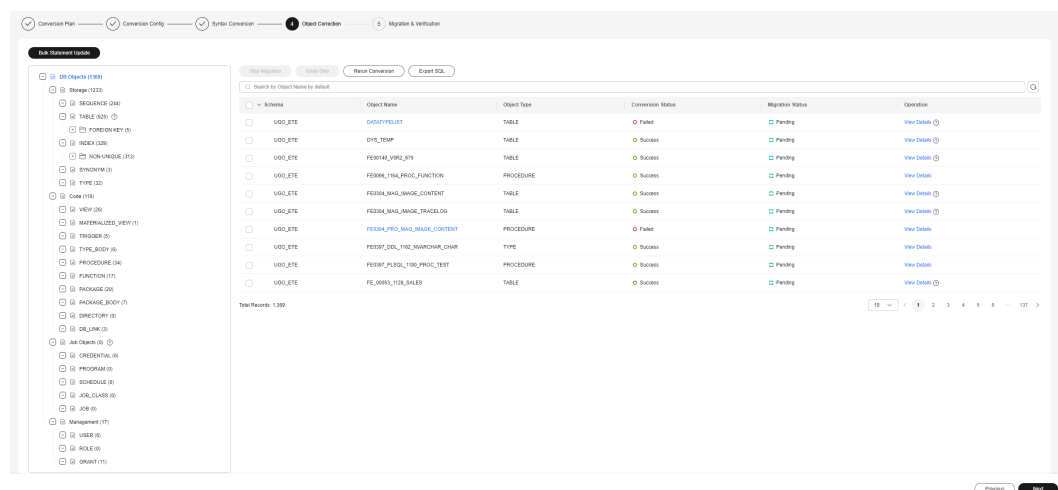 Conversion Plan Conversion Config Syntax Conversion 4 Object Correction 5 Migration & Verification
Bulk Statement Update
DB Objects (1369)
Storage (1233)
SEQUENCE (244)
TABLE (625)
FOREIGN KEY (5)
INDEX (329)
NON-UNIQUE (313)
SYNONYM (3)
TYPE (32)
Code (119)
VIEW (26)
MATERIALIZED_VIEW (1)
TRIGGER (5)
TYPE_BODY (6)
PROCEDURE (34)
FUNCTION (17)
PACKAGE (20)
PACKAGE_BODY (7)
DIRECTORY (0)
DB_LINK (3)
Job Objects (0)
CREDENTIAL (0)
PROGRAM (0)
SCHEDULE (0)
JOB_CLASS (0)
JOB (0)
Management (17)
USER (6)
ROLE (0)
GRANT (11)
Skip Migration Undo Skip Rerun Conversion Export SQL
Search by Object Name by default
Schema Object Name Object Type Conversion Status Migration Status Operation
UGO_ETE DATATYPELIST TABLE Failed Pending View Details
UGO_ETE DYS_TEMP TABLE Success Pending View Details
UGO_ETE FE00140_V5R2_675 TABLE Success Pending View Details
UGO_ETE FE0096_1164_PROC_FUNCTION PROCEDURE Success Pending View Details
UGO_ETE FE0304_MAG_IMAGE_CONTENT TABLE Success Pending View Details
UGO_ETE FE0304_MAG_IMAGE_TRACELOG TABLE Success Pending View Details
UGO_ETE FE0304_PRO_MAG_IMAGE_CONTENT PROCEDURE Failed Pending View Details
UGO_ETE FE0397_DDL_1162_NVARCHAR_CHAR TYPE Success Pending View Details
UGO_ETE FE0397_PLSQL_1180_PROC_TEST PROCEDURE Success Pending View Details
UGO_ETE FE_00053_1128_SALES TABLE Success Pending View Details
Total Records: 1,369 10 1 2 3 4 5 6 ... 137
Previous Next